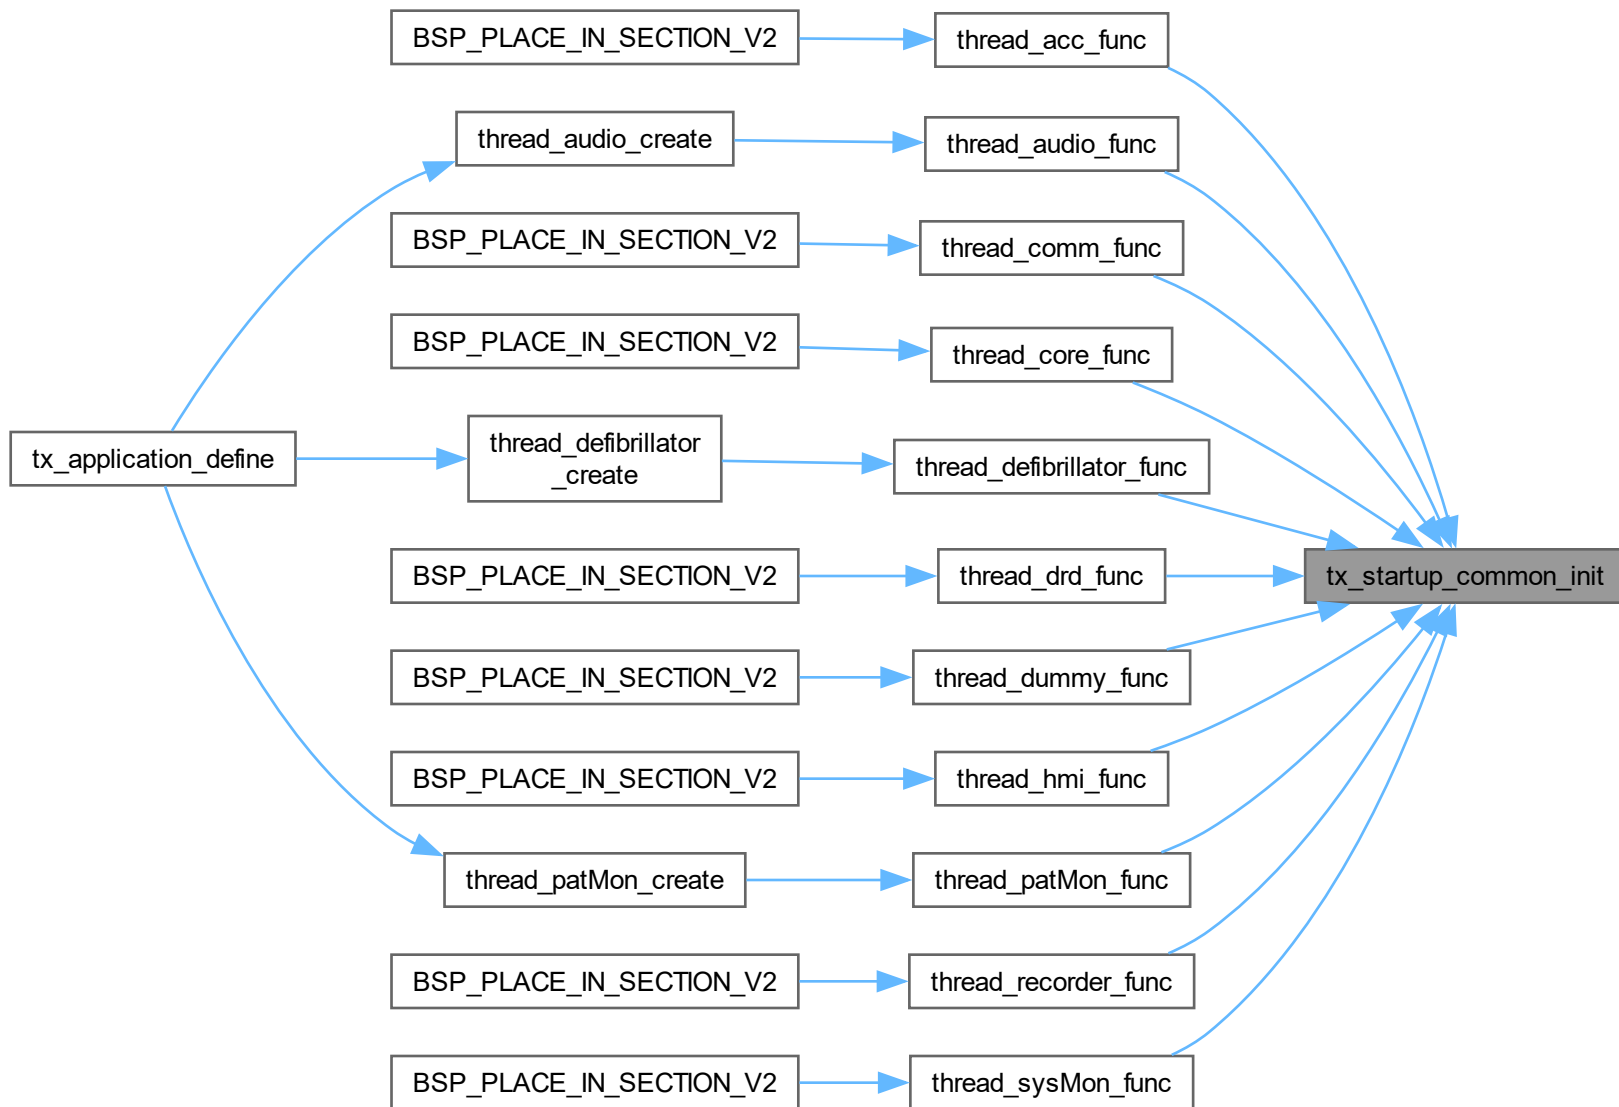 BSP_PLACE_IN_SECTION_V2
thread_acc_func
thread_audio_create
thread_audio_func
BSP_PLACE_IN_SECTION_V2
thread_comm_func
BSP_PLACE_IN_SECTION_V2
thread_core_func
tx_application_define
thread_defibrillator
_create
thread_defibrillator_func
BSP_PLACE_IN_SECTION_V2
thread_drd_func
tx_startup_common_init
BSP_PLACE_IN_SECTION_V2
thread_dummy_func
BSP_PLACE_IN_SECTION_V2
thread_hmi_func
thread_patMon_create
thread_patMon_func
BSP_PLACE_IN_SECTION_V2
thread_recorder_func
BSP_PLACE_IN_SECTION_V2
thread_sysMon_func